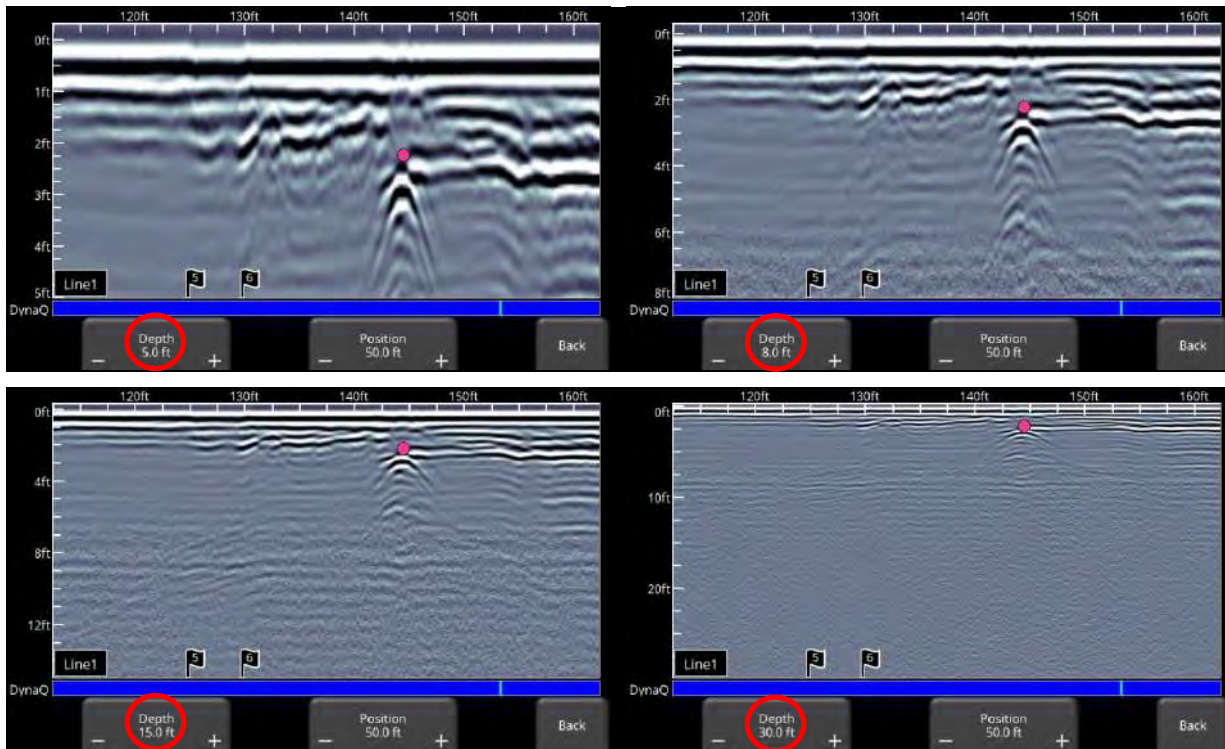 120ft 130ft 140ft 150ft 160ft
0ft
1ft
2ft
3ft
4ft
5ft
5 6
Line1
DynaQ
Depth
5.0 ft
− +
Position
50.0 ft
− +
Back
120ft 130ft 140ft 150ft 160ft
0ft
2ft
4ft
6ft
8ft
5 6
Line1
Depth
8.0 ft
− +
Position
50.0 ft
− +
Back
120ft 130ft 140ft 150ft 160ft
0ft
4ft
8ft
12ft
5 6
Line1
DynaQ
Depth
15.0 ft
− +
Position
50.0 ft
− +
Back
120ft 130ft 140ft 150ft 160ft
0ft
10ft
20ft
5 6
Line1
Depth
30.0 ft
− +
Position
50.0 ft
− +
Back